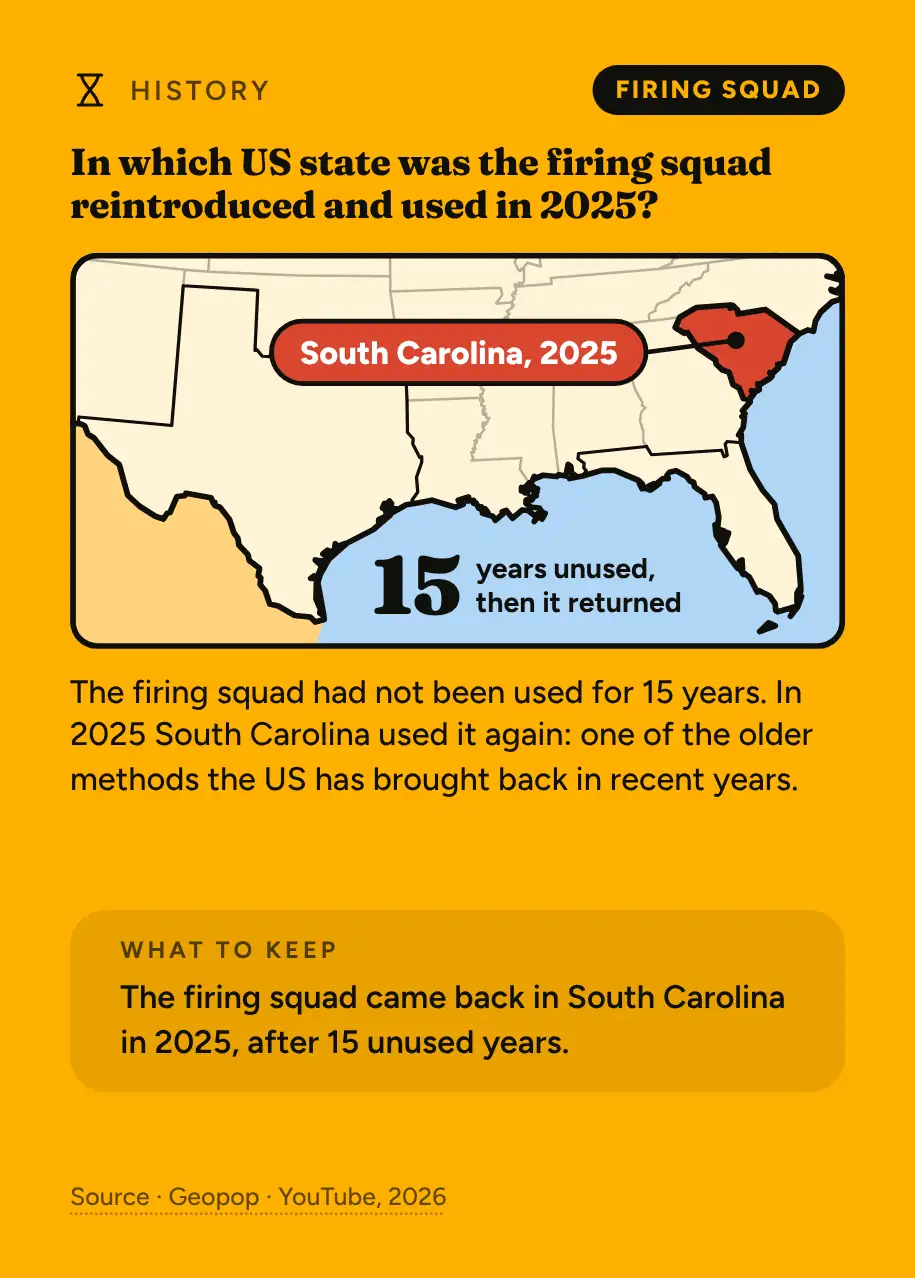 HISTORY
FIRING SQUAD
In which US state was the firing squad
reintroduced and used in 2025?
South Carolina, 2025
15
years unused,
then it returned
The firing squad had not been used for 15 years. In
2025 South Carolina used it again: one of the older
methods the US has brought back in recent years.
WHAT TO KEEP
The firing squad came back in South Carolina
in 2025, after 15 unused years.
Source · Geopop · YouTube, 2026